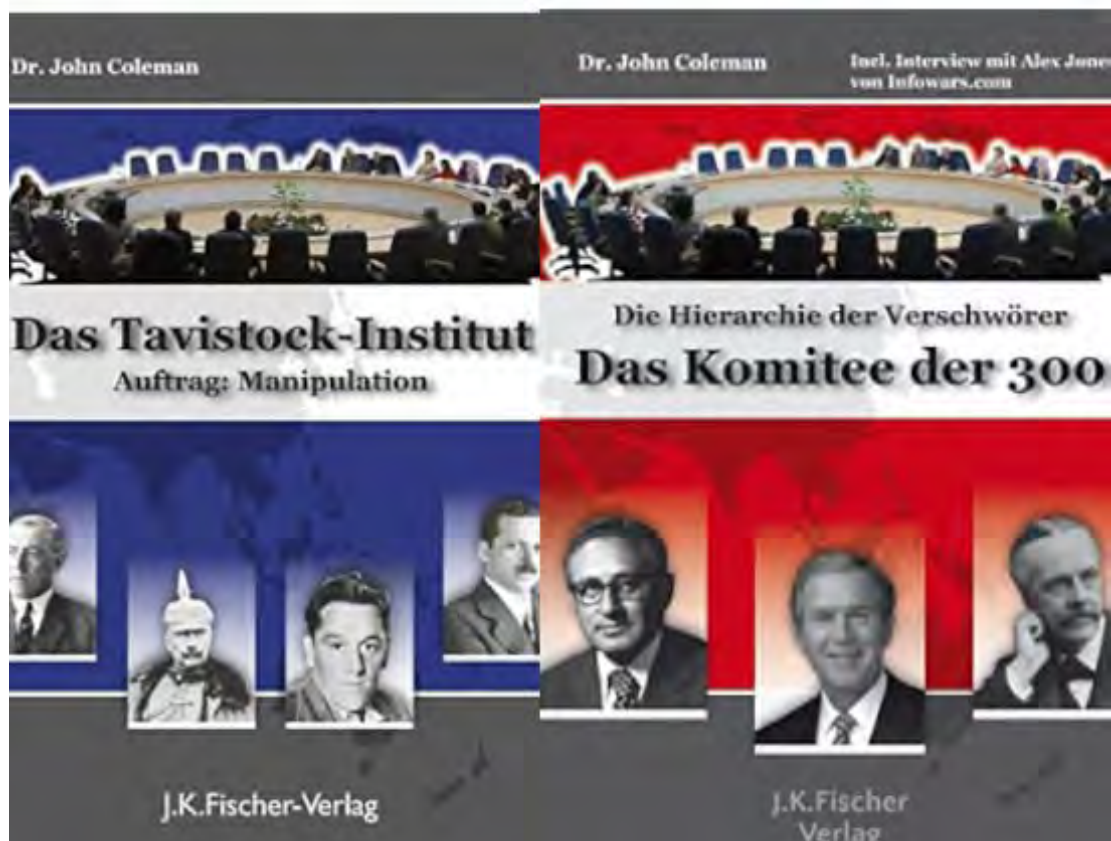 Dr. John Coleman
Das Tavistock-Institut
Auftrag: Manipulation
J.K.Fischer-Verlag
Dr. John Coleman
Incl. Interview mit Alex Jones
von Infowars.com
Die Hierarchie der Verschwörer
Das Komitee der 300
J.K.Fischer
Verlag